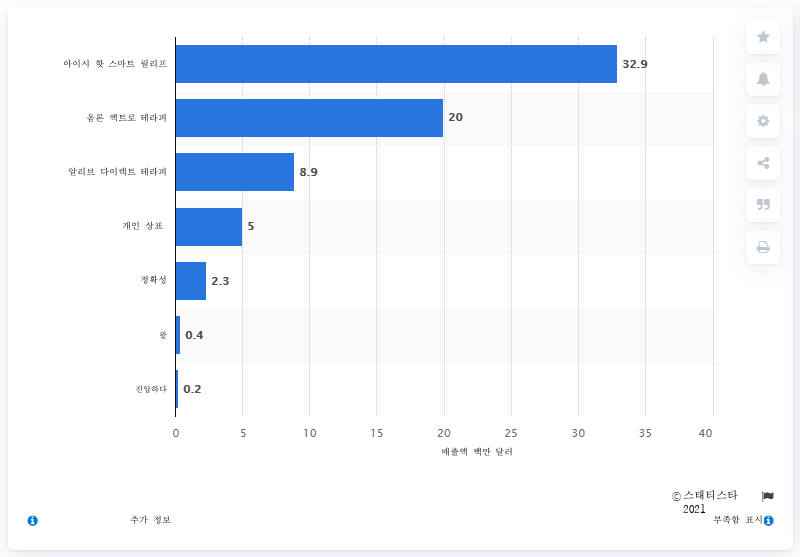 아이시 핫 스마트 릴리프
32.9
옴론 엑트로 테라피
20
알리브 다이렉트 테라피
8.9
개인 상표
5
정확성
2.3
왈
0.4
진압하다
0.2
0 5 10 15 20 25 30 35 40
매출액 백만 달러
© 스태티스타
2021
추가 정보
부족함 표시